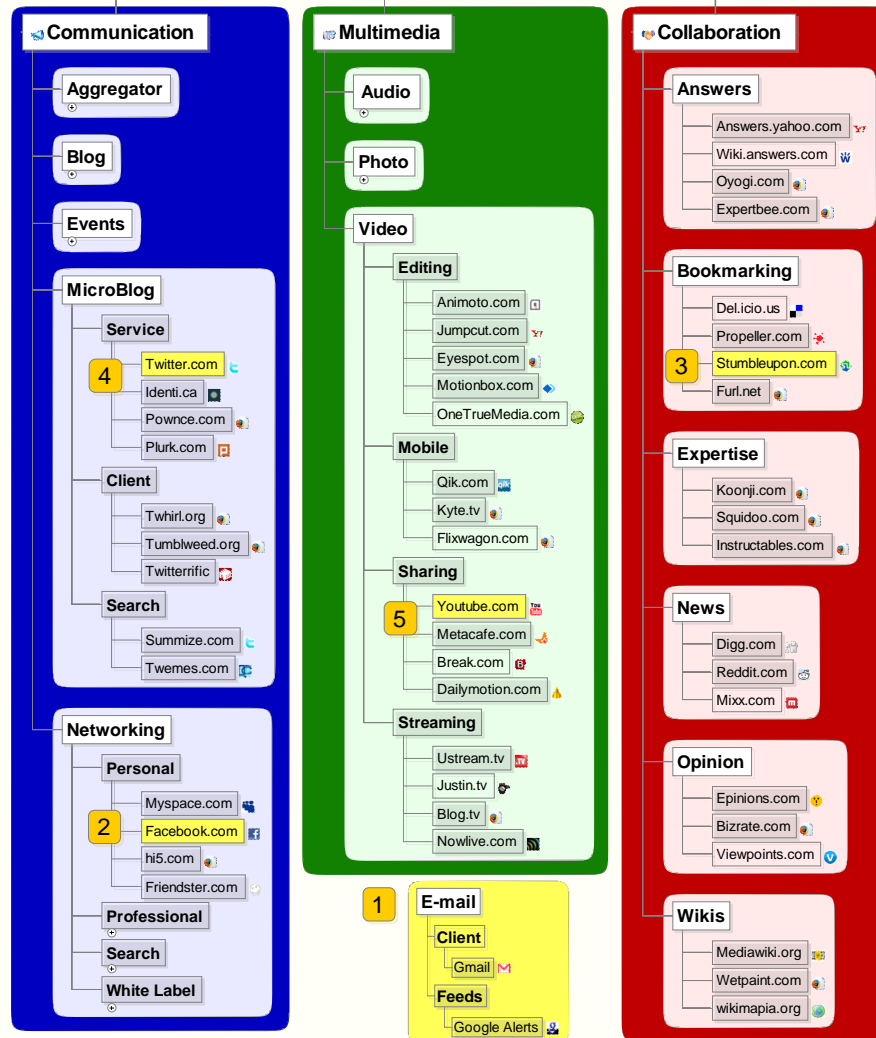 Communication
Aggregator
Blog
Events
MicroBlog
Service
4
Twitter.com
Identi.ca
Pownce.com
Plurk.com
Client
Twhirl.org
Tumblweed.org
Twitterrific
Search
Summize.com
Twemes.com
Networking
Personal
Myspace.com
2
Facebook.com
hi5.com
Friendster.com
Professional
Search
White Label
Multimedia
Audio
Photo
Video
Editing
Animoto.com
Jumpcut.com
Eyespot.com
Motionbox.com
OneTrueMedia.com
Mobile
Qik.com
Kyte.tv
Flixwagon.com
Sharing
5
Youtube.com
Metacafe.com
Break.com
Dailymotion.com
Streaming
Ustream.tv
Justin.tv
Blog.tv
Nowlive.com
1
E-mail
Client
Gmail
Feeds
Google Alerts
Collaboration
Answers
Answers.yahoo.com
Wiki.answers.com
Oyogi.com
Expertbee.com
Bookmarking
Del.icio.us
Propeller.com
3
Stumbleupon.com
Furl.net
Expertise
Koonji.com
Squidoo.com
Instructables.com
News
Digg.com
Reddit.com
Mixx.com
Opinion
Epinions.com
Bizrate.com
Viewpoints.com
Wikis
Mediawiki.org
Wetpaint.com
wikimapia.org